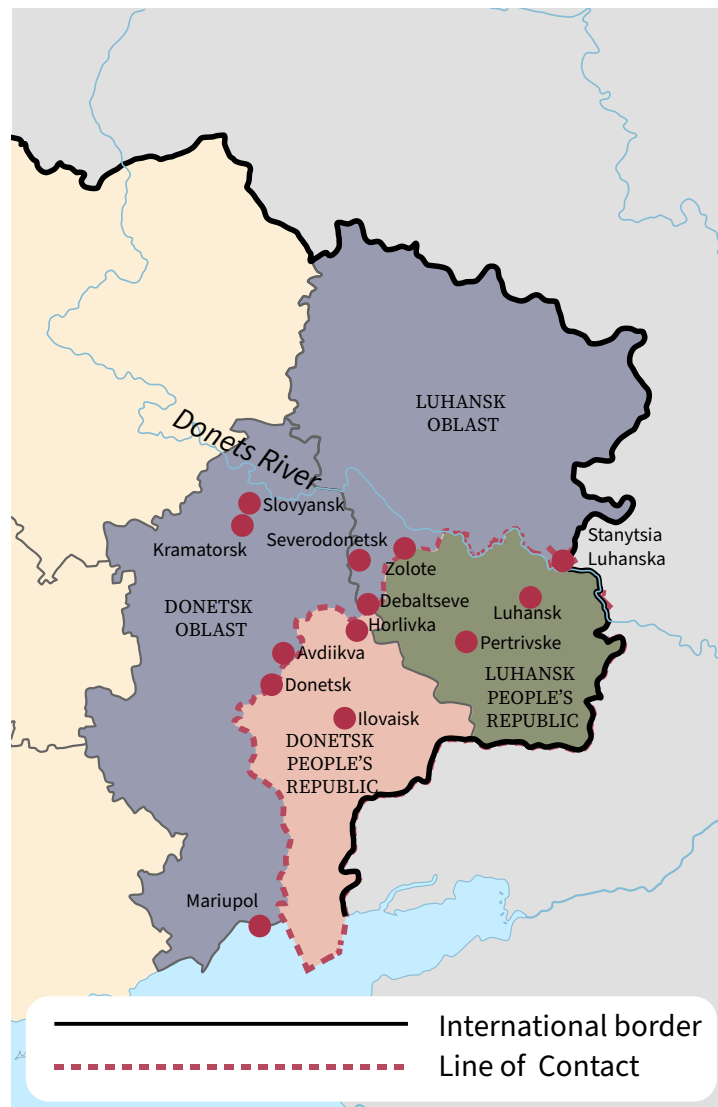 LUHANSK
OBLAST
Donets River
Slovyansk
Kramatorsk
Severodonetsk
Stanytsia
Luhanska
Zolote
DONETSK
OBLAST
Debaltseve
Luhansk
Horlivka
Pertrivske
Avdiikva
LUHANSK
PEOPLE'S
REPUBLIC
Donetsk
Ilovaisk
DONETSK
PEOPLE'S
REPUBLIC
Mariupol
International border
Line of Contact